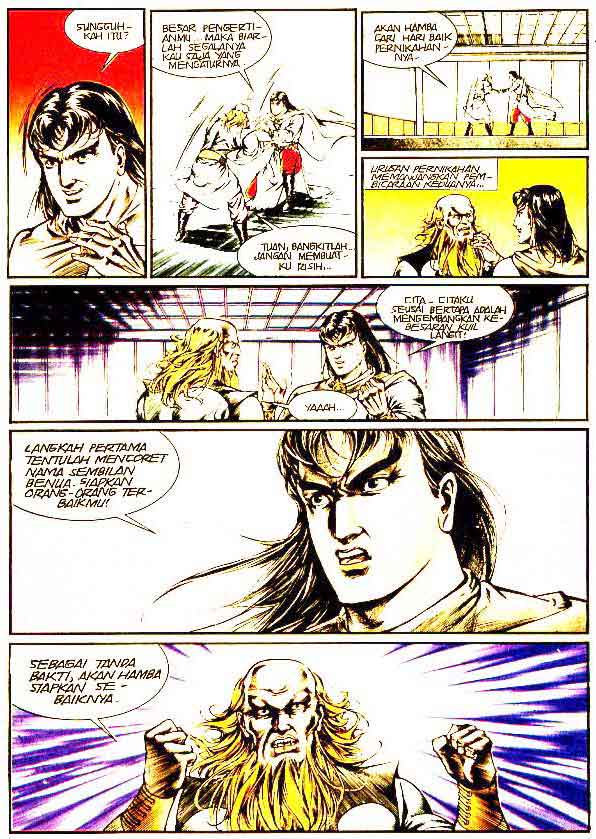 SUNGGUH-
KAH ITU?
BESAR PENGERTI-
ANMU... MAKA BIAR-
LAH SEGALANYA
KAU SAJA YANG
MENGATURNYA.
TUAN, BANGKITLAH...
JANGAN MEMBUAT-
KU RISIH...
AKAN HAMBA
CARI HARI BAIK
PERNIKAHAN-
NYA.
URUSAN PERNIKAHAN
MEMATANGKAN PEM-
BICARAAN KEDUANYA...
CITA-CITAKU
SEUSAI BERTAPA ADALAH
MENGEMBANGKAN KE-
BESARAN KUIL
LANGIT!
YAAAH...
LANGKAH PERTAMA
TENTULAH MENCORET
NAMA SEMBILAN
BENUA. SIAPKAN
ORANG-ORANG TER-
BAIKMU!
SEBAGAI TANDA
BAKTI, AKAN HAMBA
SIAPKAN SE-
BAIKNYA.